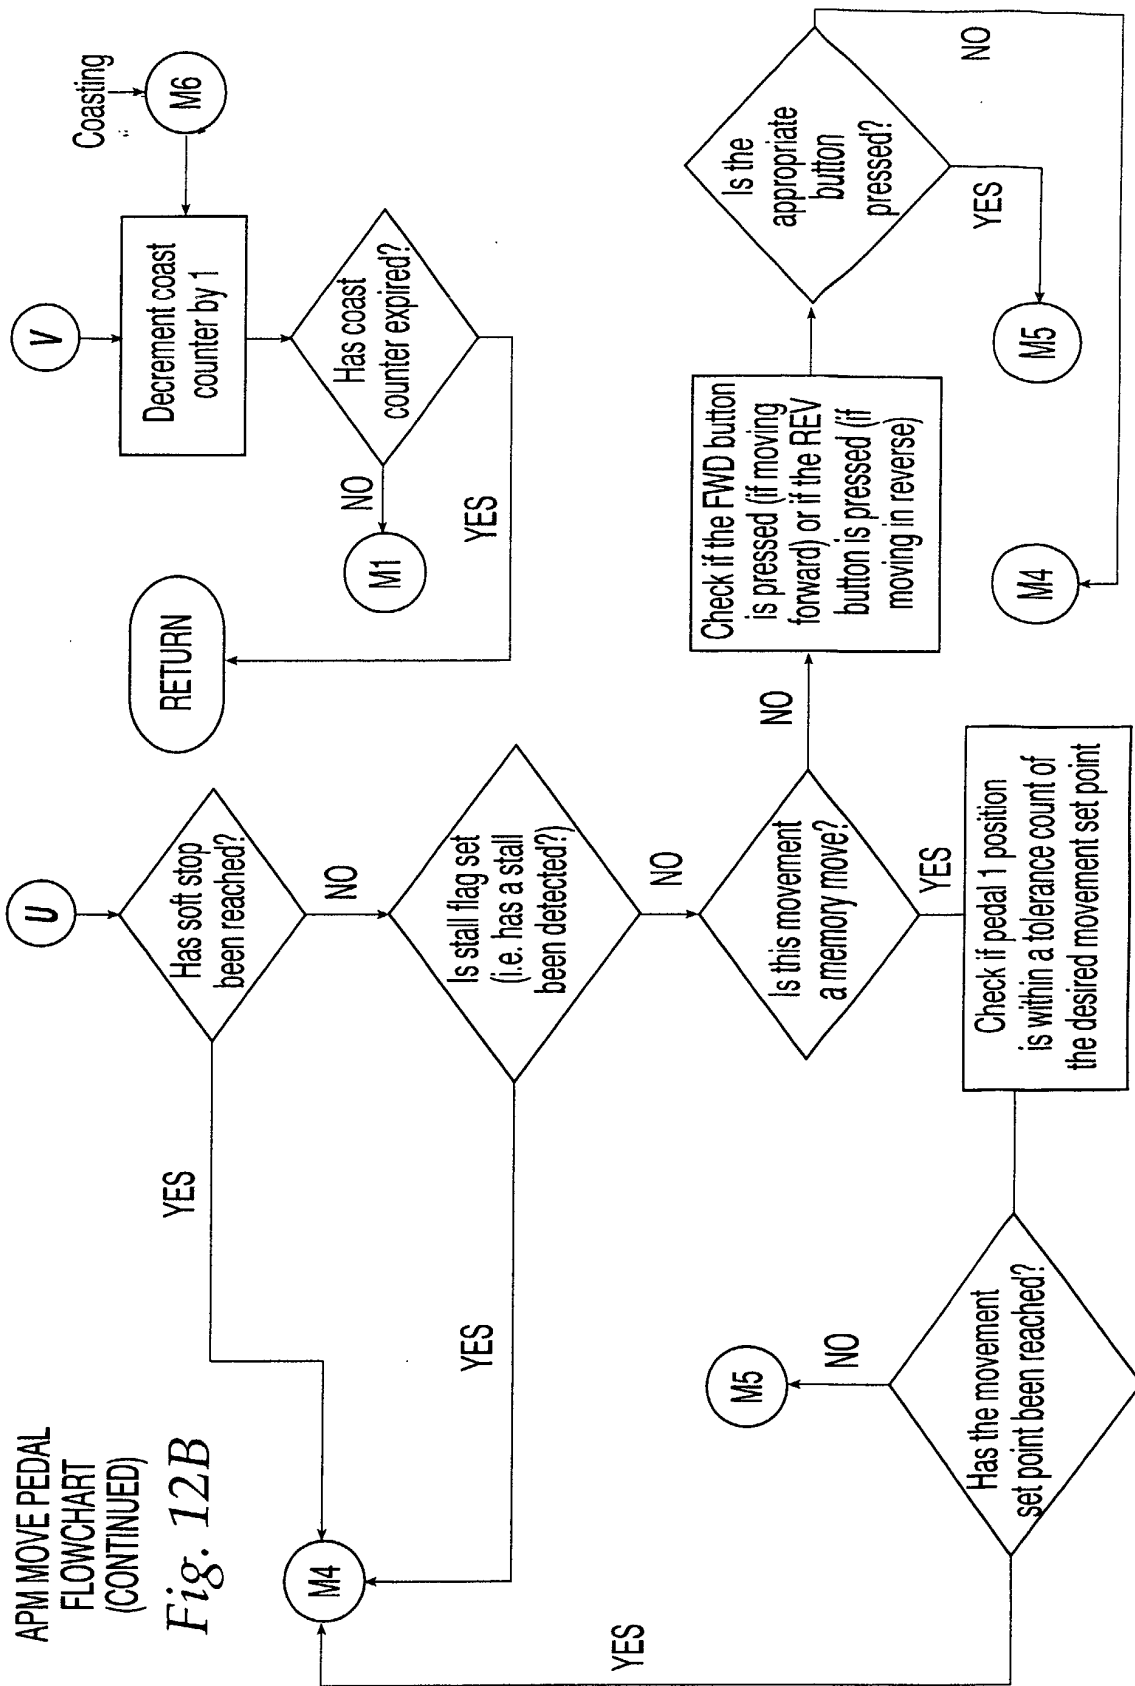 APM MOVE PEDAL
FLOWCHART
(CONTINUED)
Fig. 12B
U
Has soft stop
been reached?
YES
NO
Is stall flag set
(i.e. has a stall
been detected?)
YES
NO
M4
Is this movement
a memory move?
NO
YES
Check if pedal 1 position
is within a tolerance count of
the desired movement set point
Has the movement
set point been reached?
NO
M5
YES
Check if the FWD button
is pressed (if moving
forward) or if the REV
button is pressed (if
moving in reverse)
Is the
appropriate
button
pressed?
YES
M5
NO
M4
V
Coasting
M6
Decrement coast
counter by 1
Has coast
counter expired?
NO
M1
YES
RETURN